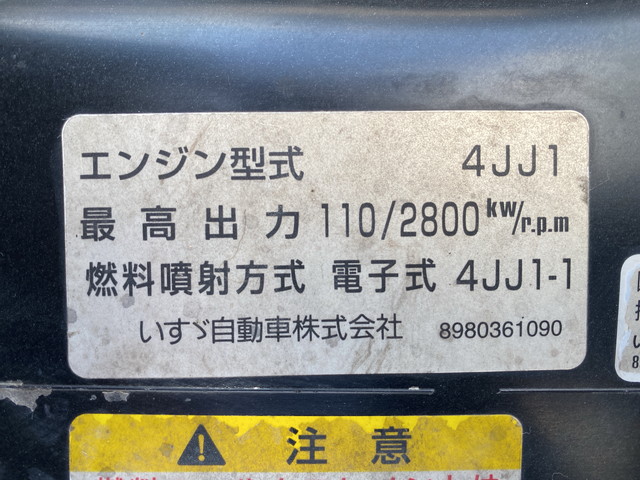 エンジン型式 4JJ1
最高出力 110/2800 kw/r.p.m
燃料噴射方式 電子式 4JJ1-1
いすゞ自動車株式会社 8980361090
注意